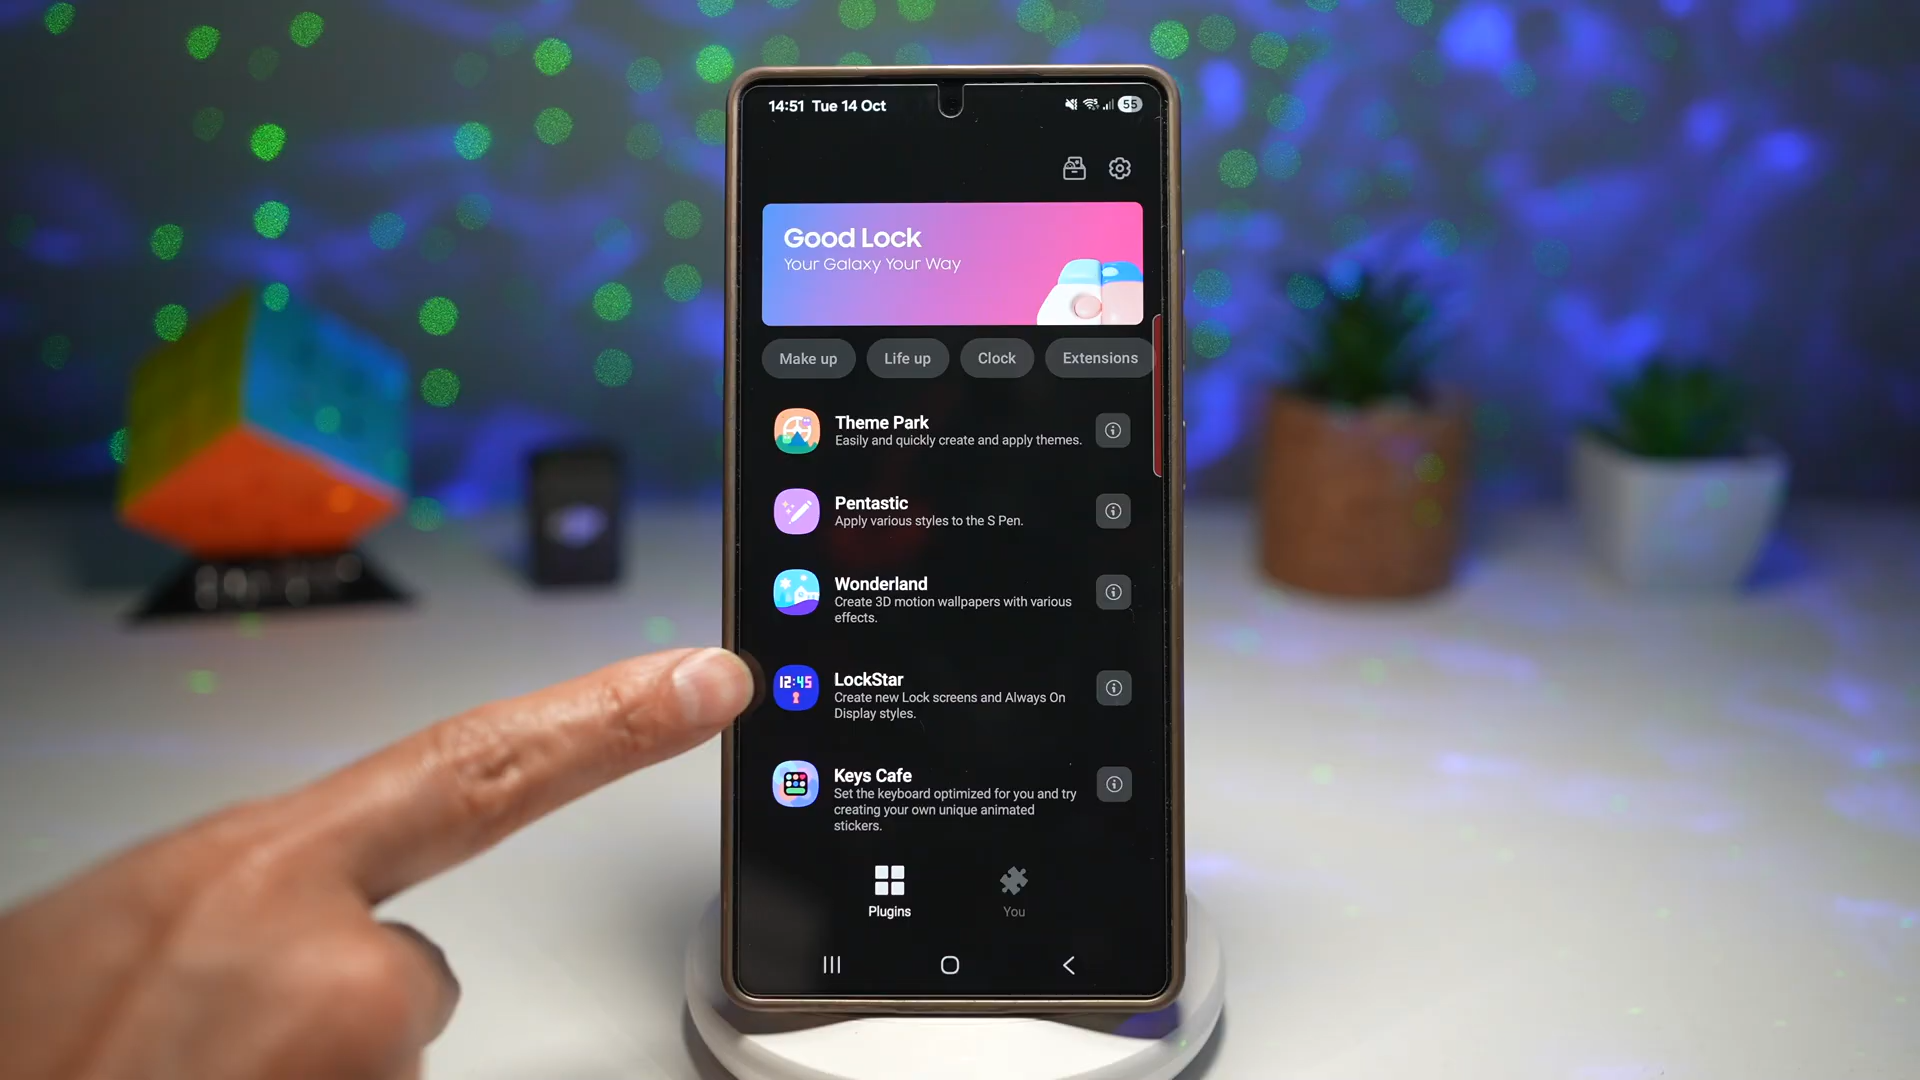 14:51 Tue 14 Oct
55
Good Lock
Your Galaxy Your Way
Make up
Life up
Clock
Extensions
Theme Park
Easily and quickly create and apply themes.
Pentastic
Apply various styles to the S Pen.
Wonderland
Create 3D motion wallpapers with various
effects.
12:45
LockStar
Create new Lock screens and Always On
Display styles.
Keys Cafe
Set the keyboard optimized for you and try
creating your own unique animated
stickers.
Plugins
You